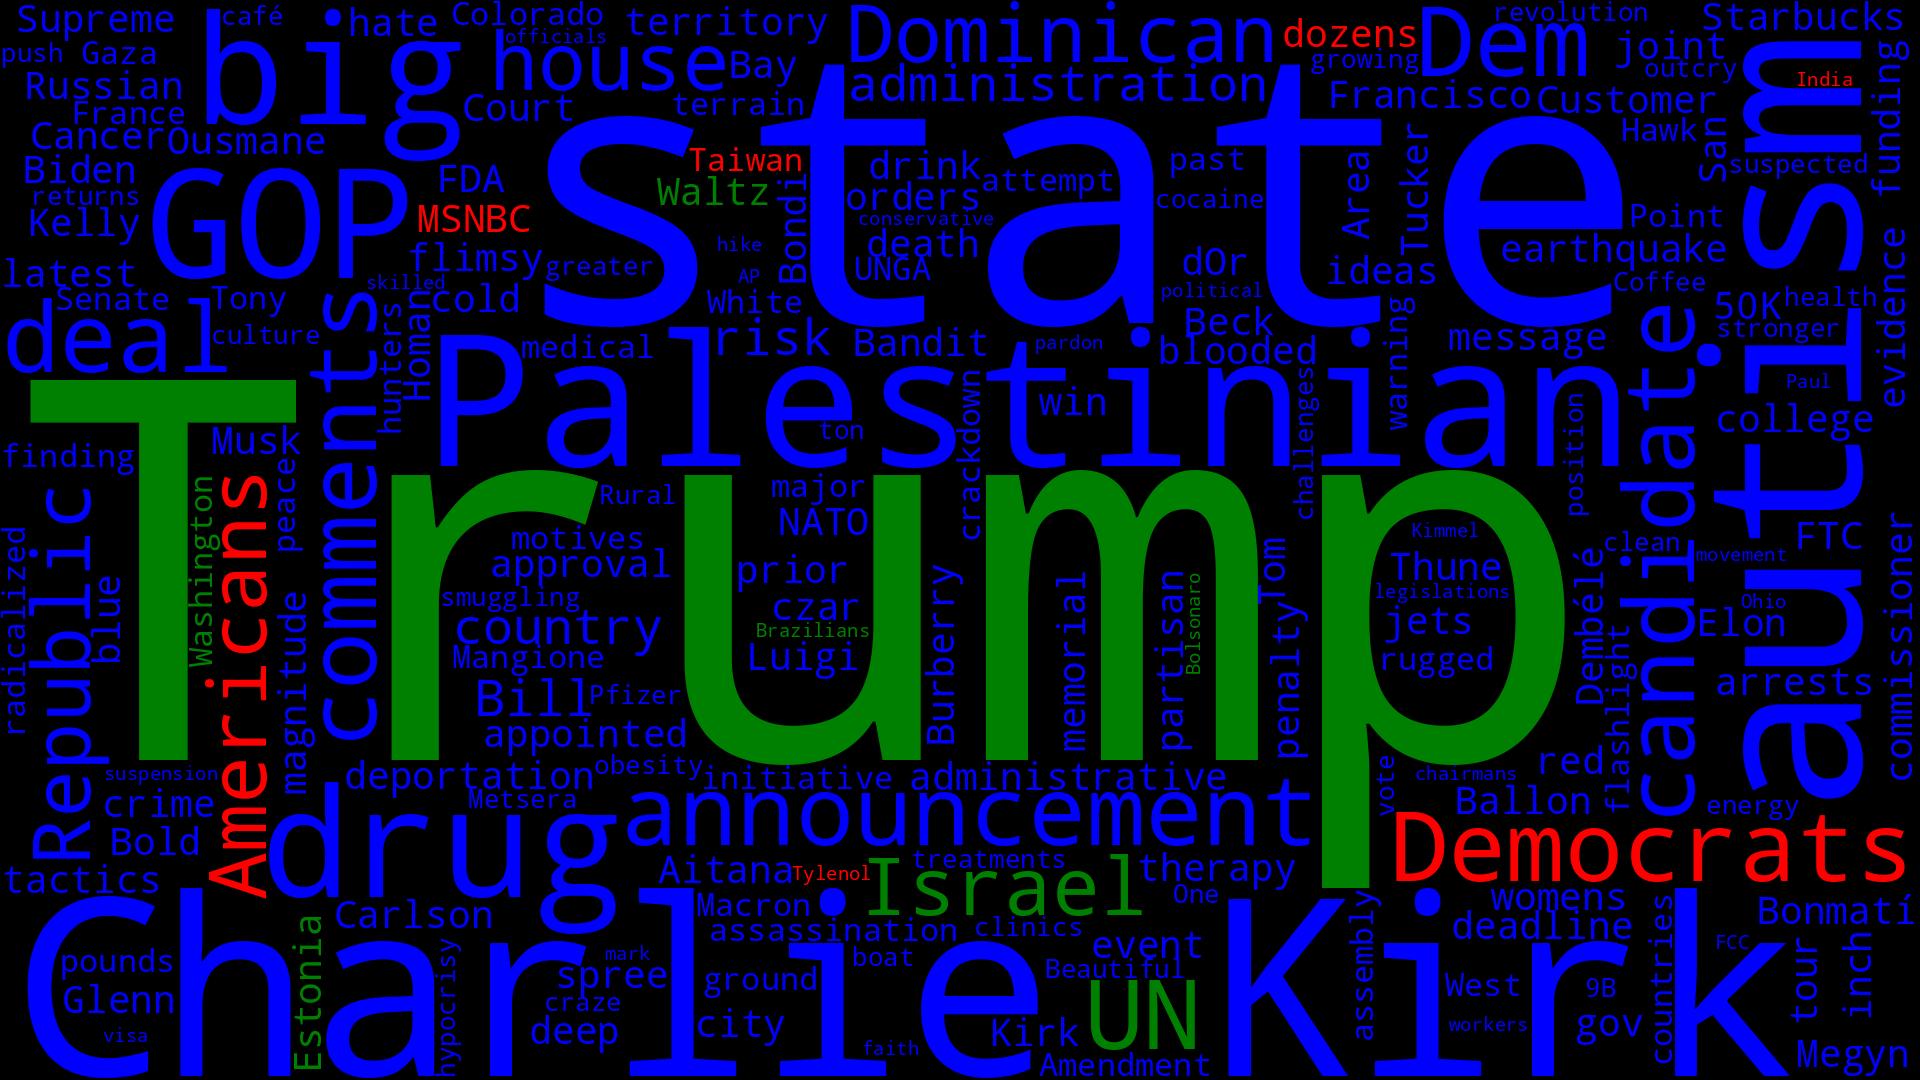 Supreme
café
hate
Colorado
officials
territory
Dominican
dozens
Dem
revolution
Starbucks
push Gaza
big
house
Bay
growing
joint
outcry
Russian
France
Court
terrain
administration
Francisco
Customer
India
funding
Cancer
Ousmane
state
Hawk
San
autism
Biden
returns
Kelly
GOP
FDA
MSNBC
Taiwan
Waltz
Bondi
drink
orders
conservative
death
UNGA
attempt
past
cocaine
Area
Tucker
suspected
Point
earthquake
latest
Senate
Tony
culture
deal
flimsy
greater
skilled
cold
hike
AP
White
dOr
political
Beck
ideas
Coffee
50K
health
stronger
evidence
comments
hunters
Homan
medical
risk
Bandit
pardon
blooded
warning
message
candidate
Palestinian
Paul
college
ton
win
crackdown
challenges
position
Trump
finding
Musk
peace
Washington
Americans
Republic
radicalized
blue
magnitude
Rural
motives
approval
smuggling
country
Mangione
Bill
Pfizer
appointed
major
NATO
prior
czar
Brazilians
Luigi
Burberry
memorial
partisan
Bolsonaro
Tom
penalty
Kimmel
Thune
legislations
jets
rugged
Dembélé
clean
flashlight
movement
FTC
Ohio
Elon
arrests
commissioner
suspension
crime
Bold
tactics
deportation
obesity
initiative
administrative
Metsera
drug
announcement
vote
chairmans
red
Ballon
energy
Democrats
Aitana
Tylenol
Israel
treatments
therapy
One
Macron
assassination
clinics
Charlie
Kirk
Carlson
Estonia
hypocrisy
pounds
Glenn
visa
mark
spree
craze
deep
ground
city
boat
faith
event
Beautiful
UN
Kirk
Amendment
assembly
womens
deadline
West
9B
workers
gov
countries
FCC
Bonmatí
tour
inch
Megyn